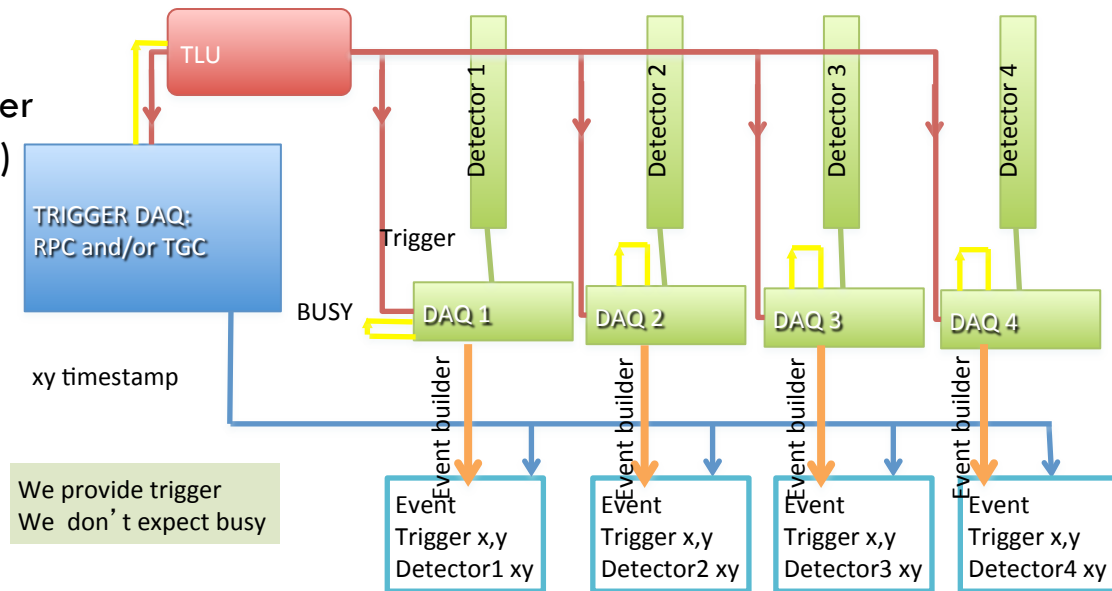 TLU
er
)
TRIGGER DAQ:
RPC and/or TGC
Detector 1
Detector 2
Detector 3
Detector 4
Trigger
BUSY
DAQ 1
DAQ 2
DAQ 3
DAQ 4
xy timestamp
Event builder
Event builder
Event builder
Event builder
We provide trigger
We don’t expect busy
Event
Trigger x,y
Detector1 xy
Event
Trigger x,y
Detector2 xy
Event
Trigger x,y
Detector3 xy
Event
Trigger x,y
Detector4 xy